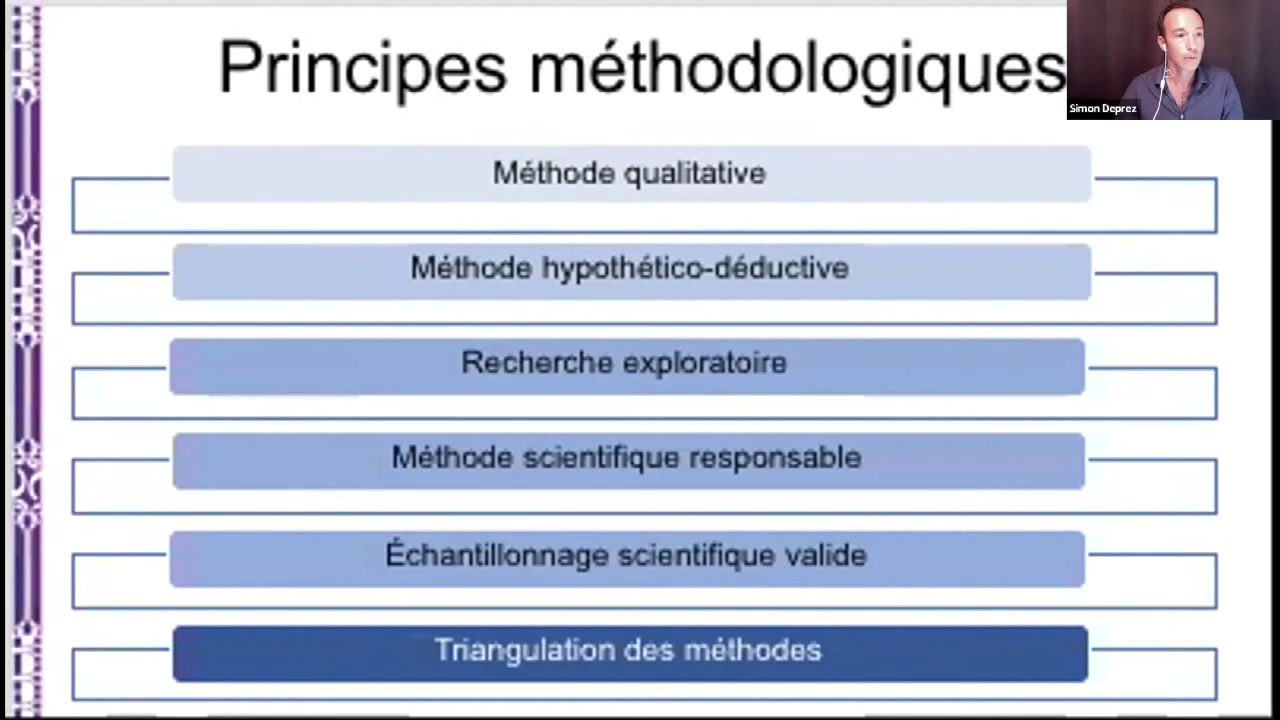 Principes méthodologiques
Simon Deprez
Méthode qualitative
Méthode hypothético-déductive
Recherche exploratoire
Méthode scientifique responsable
Échantillonnage scientifique valide
Triangulation des méthodes